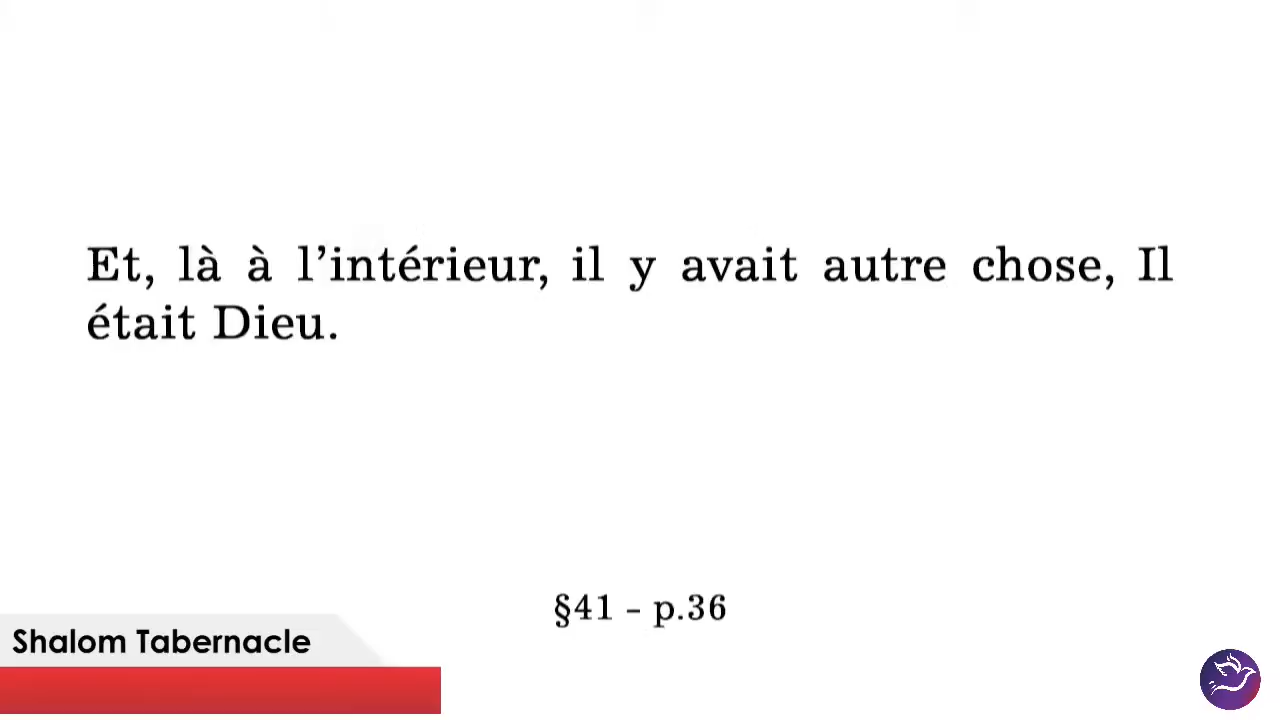 Et, là à l’intérieur, il y avait autre chose, Il
était Dieu.
§41 – p.36
Shalom Tabernacle